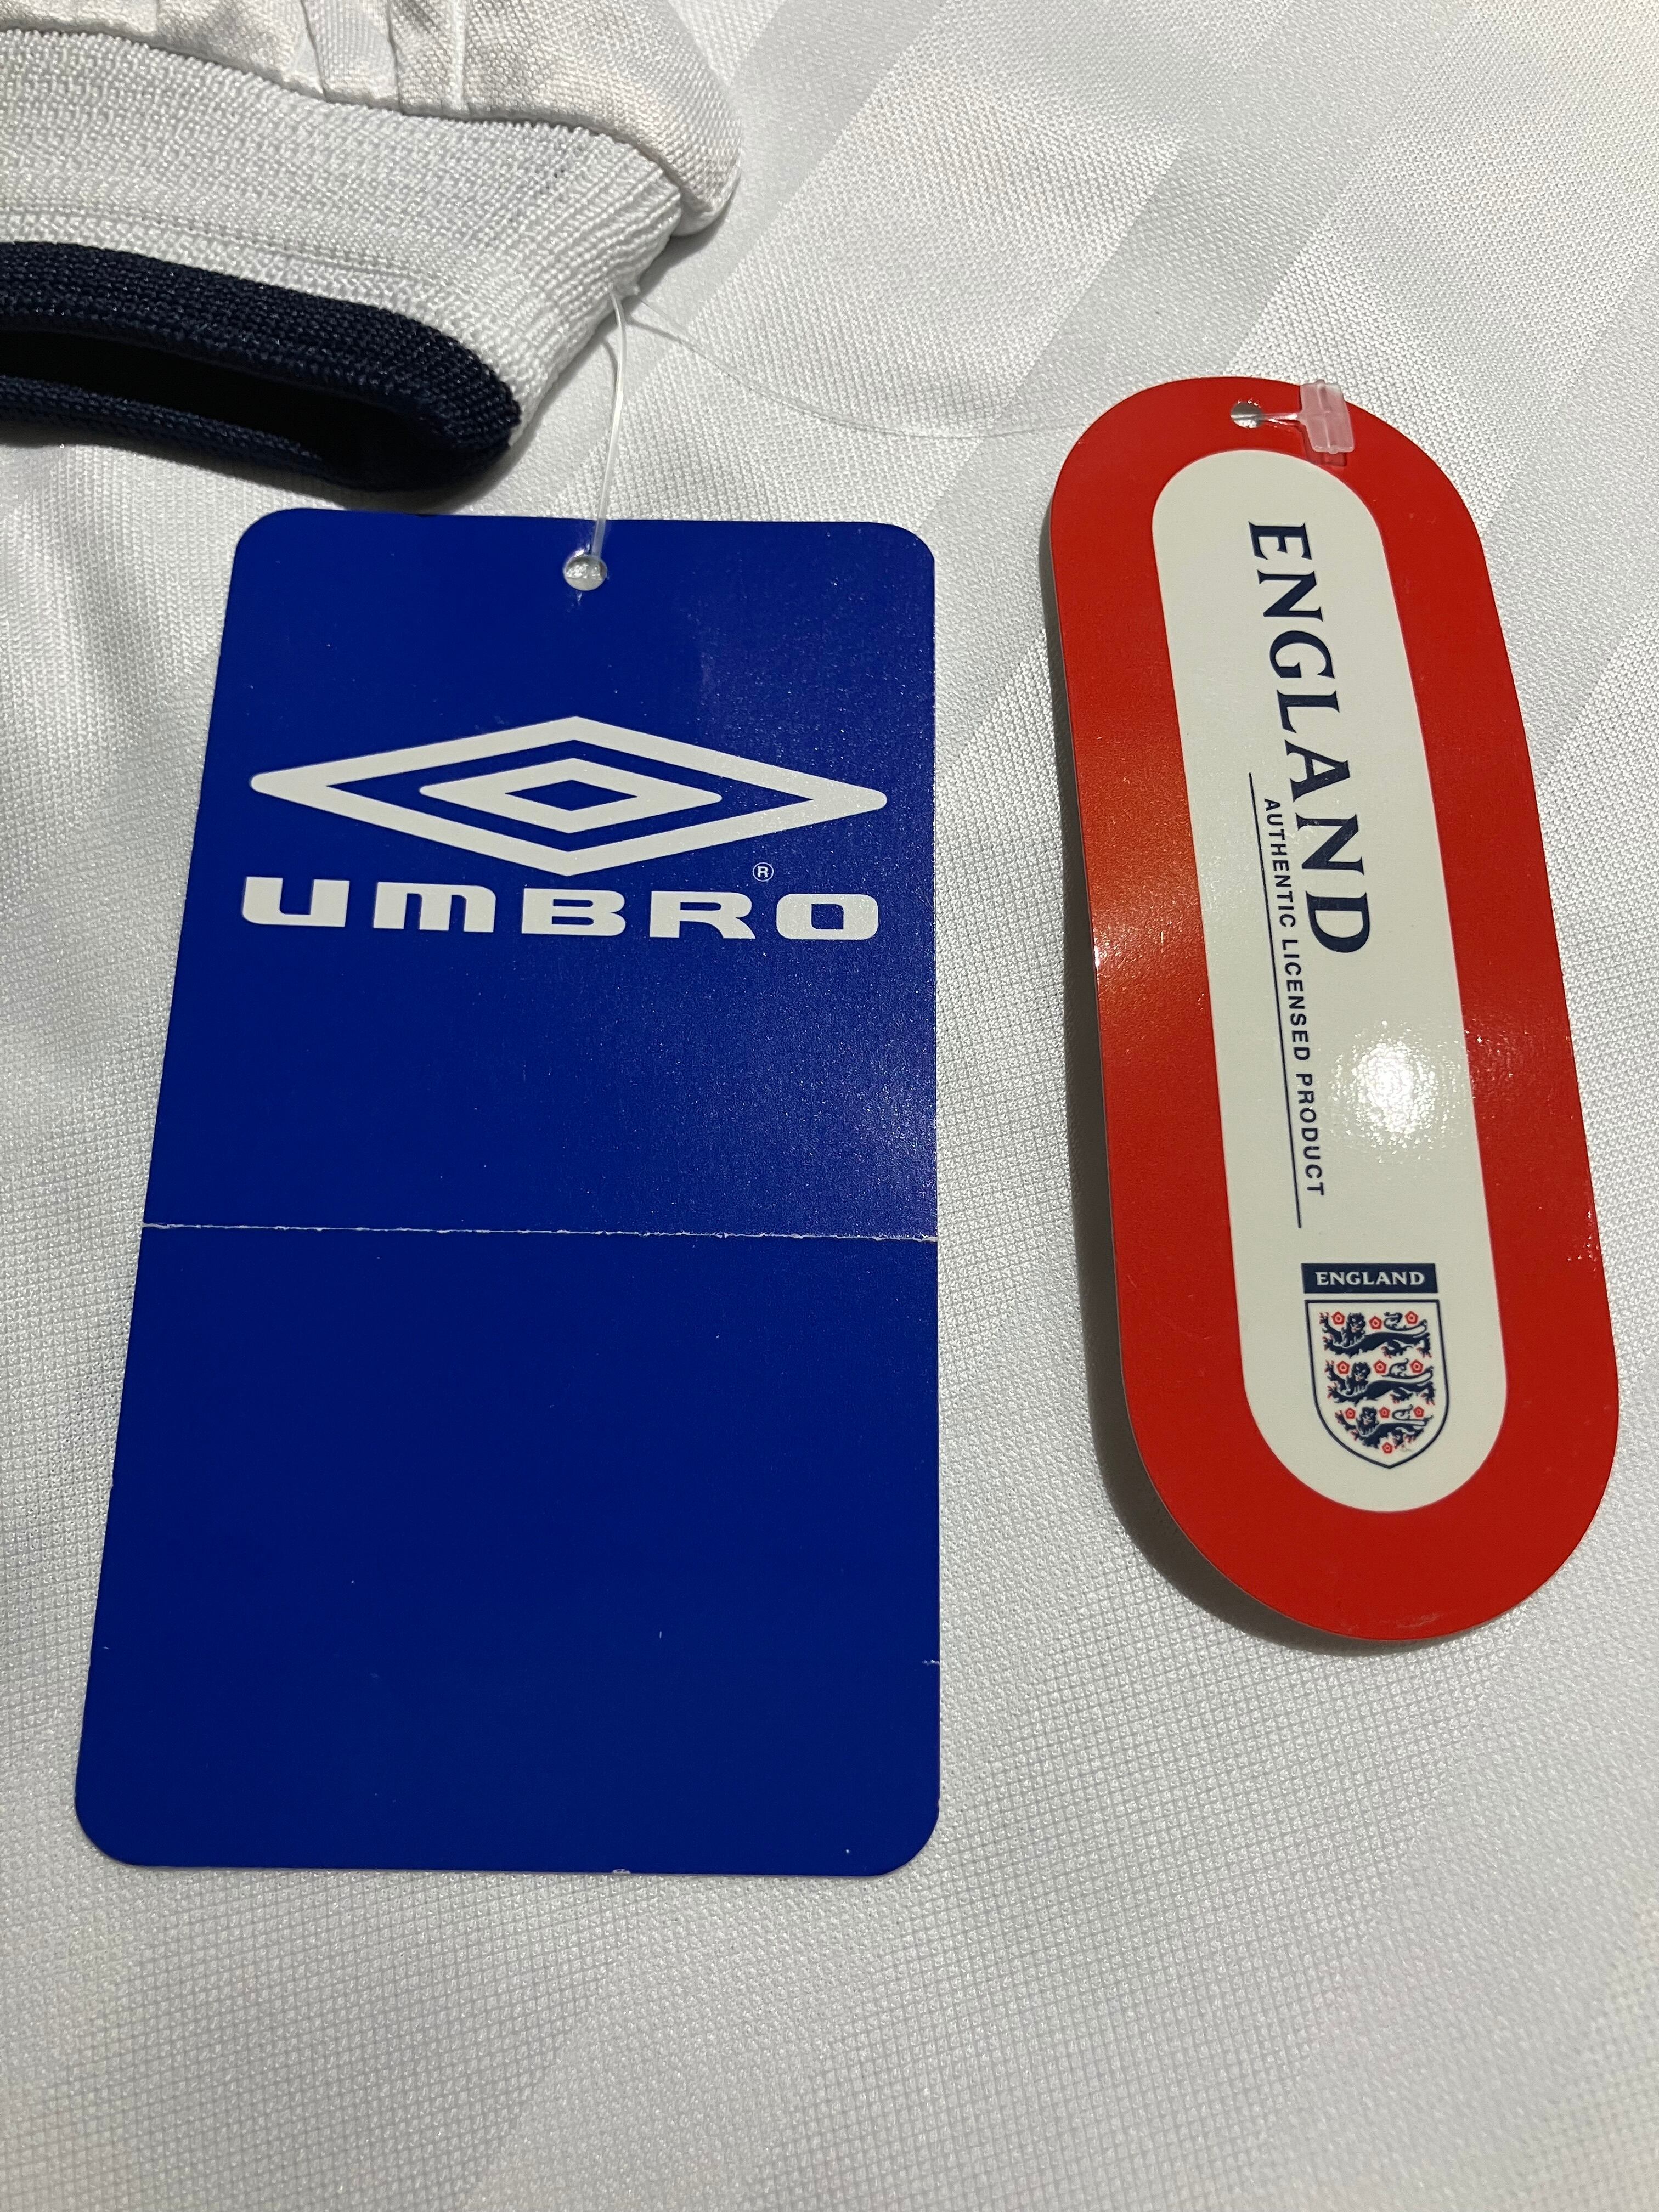 UMBRO®
ENGLAND
AUTHENTIC LICENSED PRODUCT
ENGLAND